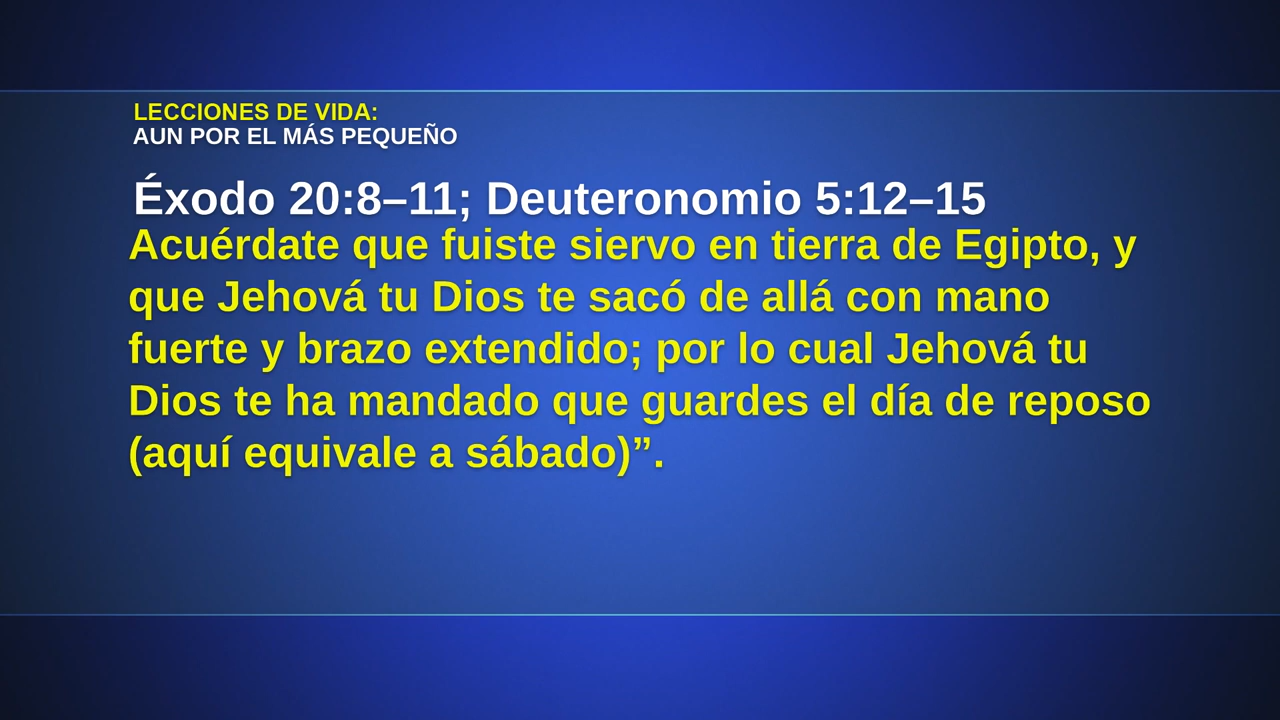 LECCIONES DE VIDA:
AUN POR EL MÁS PEQUEÑO
Éxodo 20:8–11; Deuteronomio 5:12–15
Acuérdate que fuiste siervo en tierra de Egipto, y
que Jehová tu Dios te sacó de allá con mano
fuerte y brazo extendido; por lo cual Jehová tu
Dios te ha mandado que guardes el día de reposo
(aquí equivale a sábado)”.